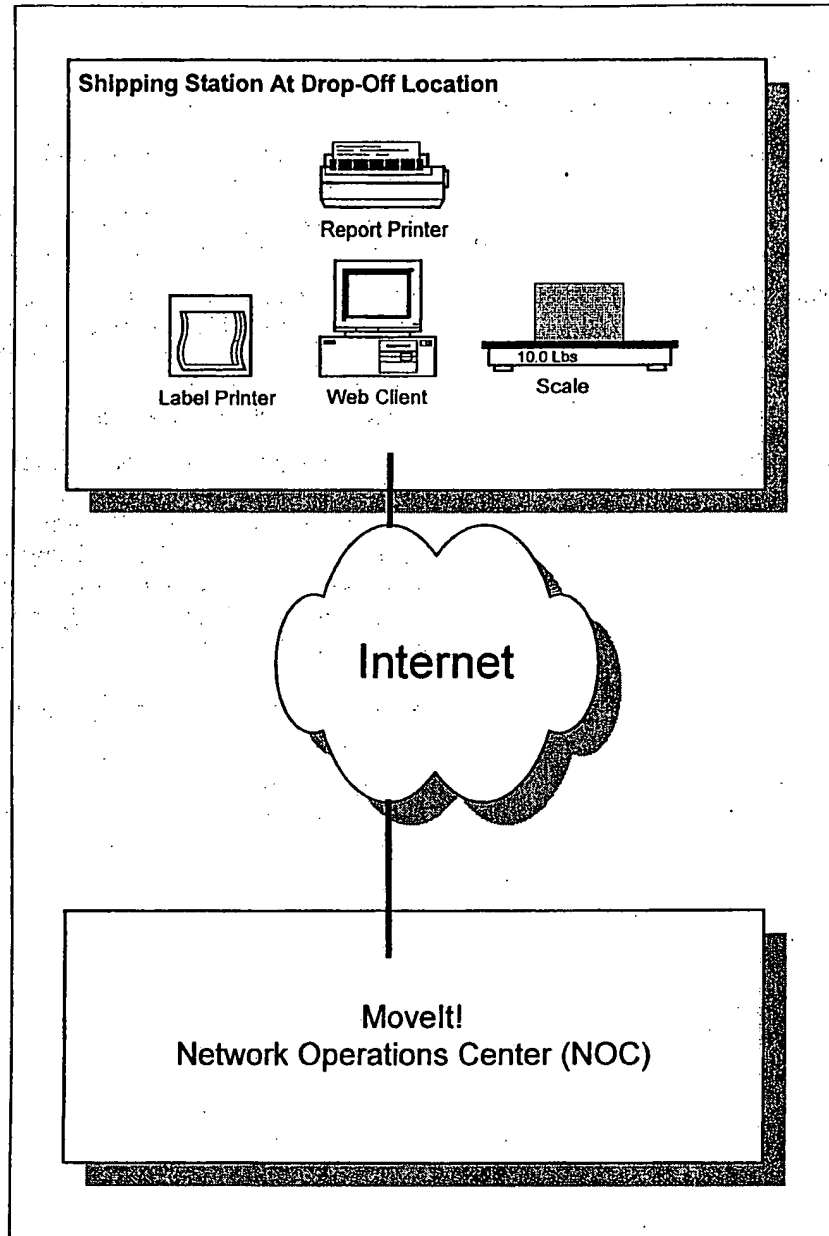 Shipping Station At Drop-Off Location
Report Printer
Label Printer
Web Client
10.0 Lbs
Scale
Internet
MoveIt!
Network Operations Center (NOC)